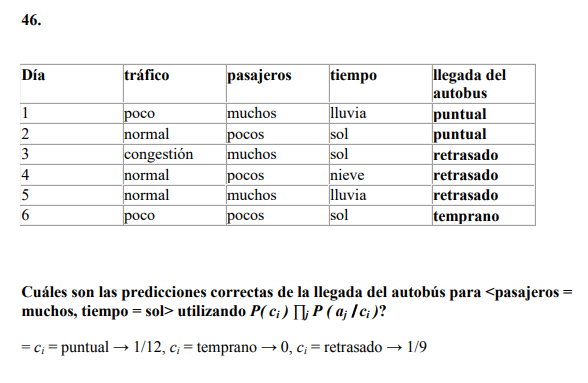 46.
Día tráfico pasajeros tiempo llegada del autobus
1 poco muchos lluvia puntual
2 normal pocos sol puntual
3 congestión muchos sol retrasado
4 normal pocos nieve retrasado
5 normal muchos lluvia retrasado
6 poco pocos sol temprano
Cuáles son las predicciones correctas de la llegada del autobús para <pasajeros =
muchos, tiempo = sol> utilizando P( ci ) ∏j P ( aj / ci )?
= ci = puntual → 1/12, ci = temprano → 0, ci = retrasado → 1/9